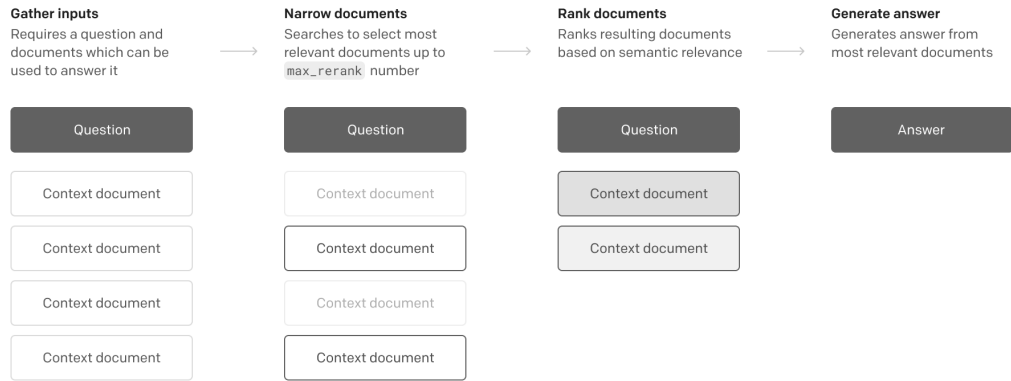 Gather inputs
Requires a question and
documents which can be
used to answer it
Narrow documents
Searches to select most
relevant documents up to
max_rerank number
Rank documents
Ranks resulting documents
based on semantic relevance
Generate answer
Generates answer from
most relevant documents
Question
Context document
Context document
Context document
Context document
Question
Context document
Context document
Context document
Context document
Question
Context document
Context document
Answer